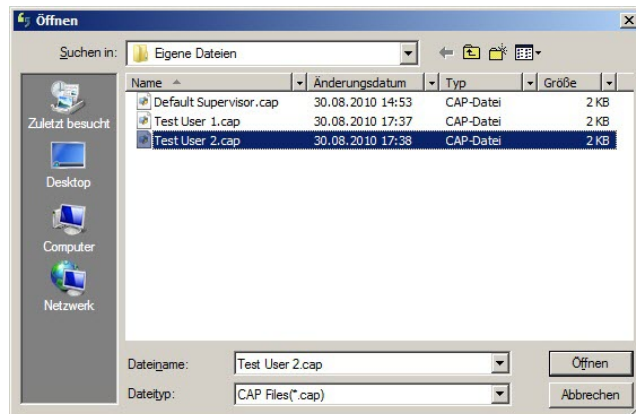 Öffnen
Suchen in: Eigene Dateien
Name Änderungsdatum Typ Größe
Default Supervisor.cap 30.08.2010 14:53 CAP-Datei 2 KB
Test User 1.cap 30.08.2010 17:37 CAP-Datei 2 KB
Test User 2.cap 30.08.2010 17:38 CAP-Datei 2 KB
Zuletzt besucht
Desktop
Computer
Netzwerk
Dateiname: Test User 2.cap Öffnen
Dateityp: CAP Files(*.cap) Abbrechen